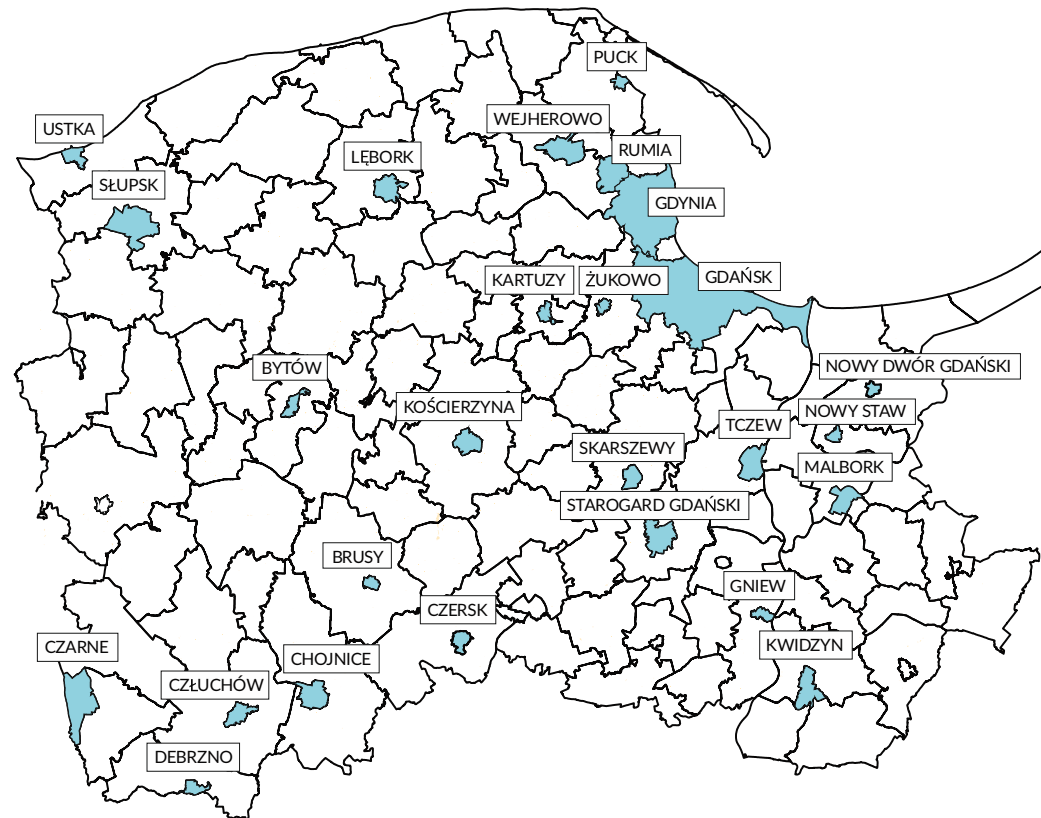 PUCK
WEJHEROWO
USTKA
RUMIA
LĘBORK
SŁUPSK
GDYNIA
KARTUZY
ŻUKOWO
GDAŃSK
BYTÓW
NOWY DWÓR GDAŃSKI
KOŚCIERZYNA
NOWY STAW
TCZEW
SKARSZEWY
MALBORK
STAROGARD GDAŃSKI
BRUSY
GNIEW
CZERSK
CZARNE
KWIDZYN
CHOJNICE
CZŁUCHÓW
DEBRZNO